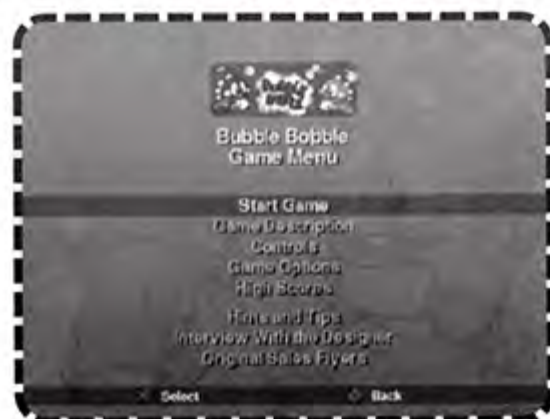 Bubble Bobble
Game Menu
Start Game
Game Description
Controls
Game Options
High Scores
Hints and Tips
Interview With the Designer
Original Sales Flyers
Select
Back